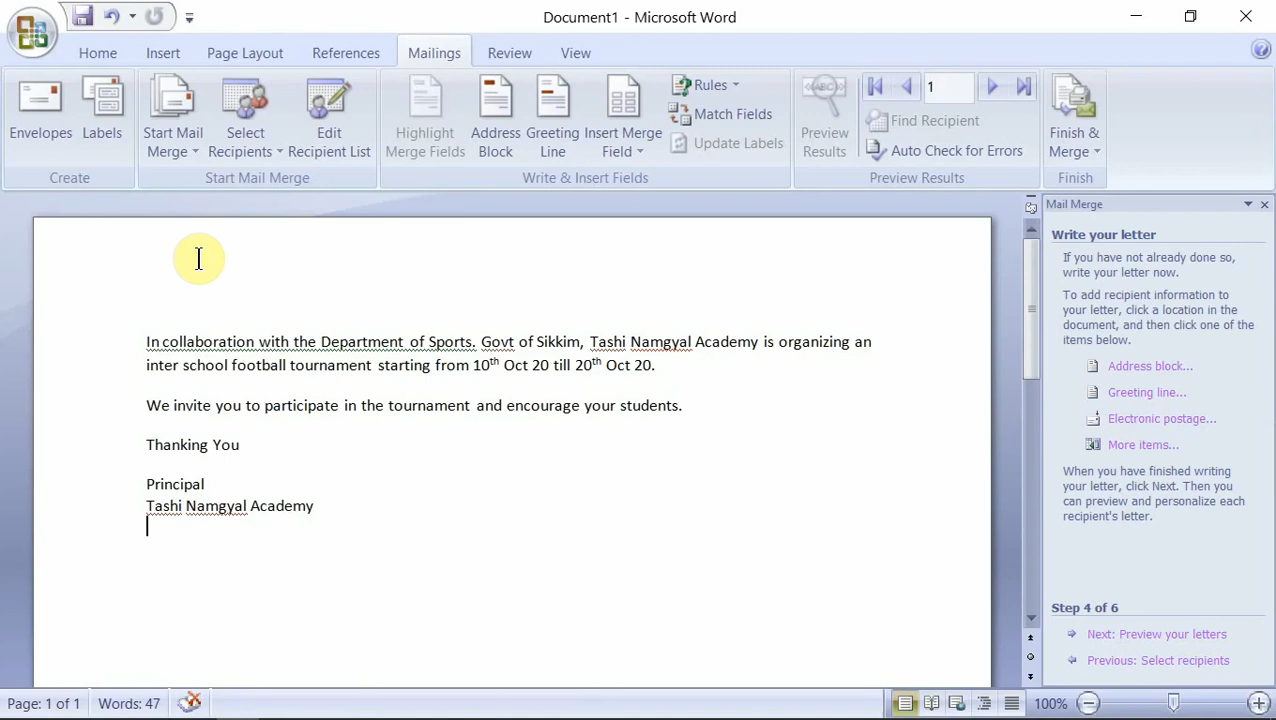 Document1 - Microsoft Word
Home Insert Page Layout References Mailings Review View
Envelopes
Labels
Start Mail
Merge
Select
Recipients
Edit
Recipient List
Highlight
Merge Fields
Address
Block
Greeting
Line
Insert Merge
Field
Rules
Match Fields
Update Labels
ABC
Preview
Results
1
Find Recipient
Auto Check for Errors
Finish &
Merge
Create
Start Mail Merge
Write & Insert Fields
Preview Results
Finish
In collaboration with the Department of Sports. Govt of Sikkim, Tashi Namgyal Academy is organizing an
inter school football tournament starting from 10th Oct 20 till 20th Oct 20.
We invite you to participate in the tournament and encourage your students.
Thanking You
Principal
Tashi Namgyal Academy
Mail Merge
Write your letter
If you have not already done so,
write your letter now.
To add recipient information to
your letter, click a location in the
document, and then click one of the
items below.
Address block...
Greeting line...
Electronic postage...
More items...
When you have finished writing
your letter, click Next. Then you
can preview and personalize each
recipient's letter.
Step 4 of 6
Next: Preview your letters
Previous: Select recipients
Page: 1 of 1
Words: 47
100%